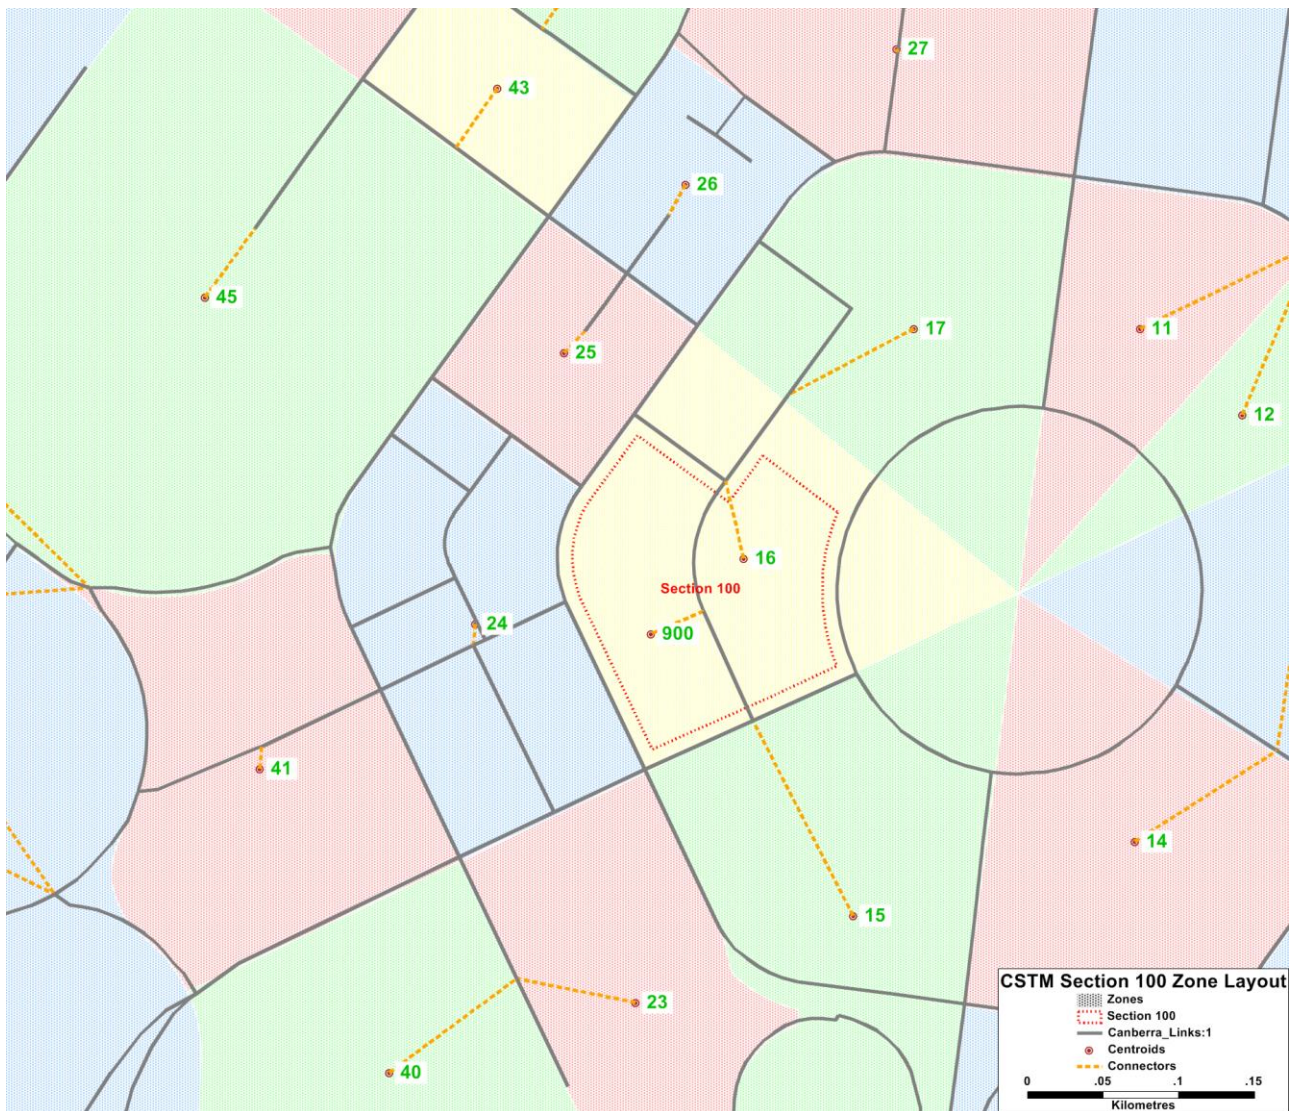 27
43
26
45
17
11
25
12
16
Section 100
24
900
41
14
15
23
40
CSTM Section 100 Zone Layout
Zones
Section 100
Canberra_Links:1
Centroids
Connectors
0 .05 .1 .15
Kilometres